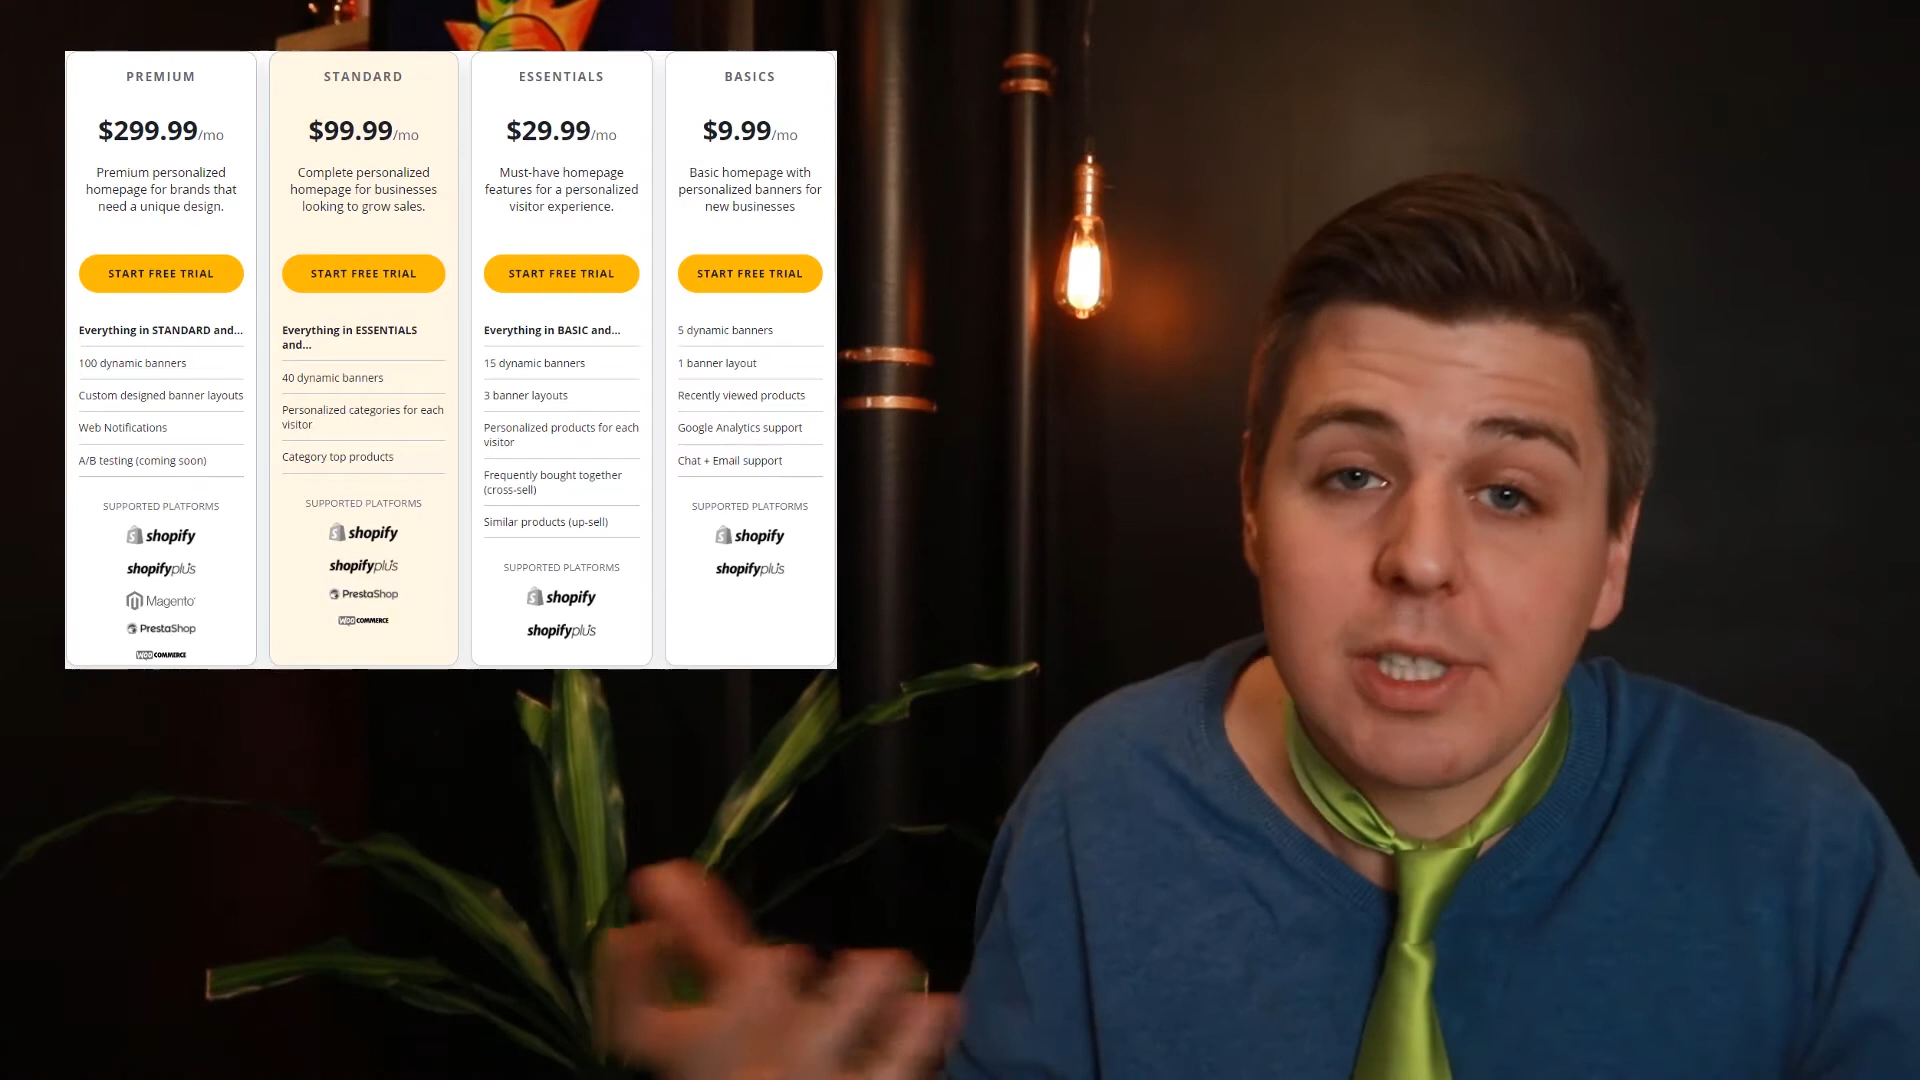 PREMIUM
$299.99/mo
Premium personalized
homepage for brands that
need a unique design.
START FREE TRIAL
Everything in STANDARD and...
100 dynamic banners
Custom designed banner layouts
Web Notifications
A/B testing (coming soon)
SUPPORTED PLATFORMS
shopify
shopifyplus
Magento
PrestaShop
WOO COMMERCE
STANDARD
$99.99/mo
Complete personalized
homepage for businesses
looking to grow sales.
START FREE TRIAL
Everything in ESSENTIALS
and...
40 dynamic banners
Personalized categories for each
visitor
Category top products
SUPPORTED PLATFORMS
shopify
shopifyplus
PrestaShop
WOO COMMERCE
ESSENTIALS
$29.99/mo
Must-have homepage
features for a personalized
visitor experience.
START FREE TRIAL
Everything in BASIC and...
15 dynamic banners
3 banner layouts
Personalized products for each
visitor
Frequently bought together
(cross-sell)
Similar products (up-sell)
SUPPORTED PLATFORMS
shopify
shopifyplus
BASICS
$9.99/mo
Basic homepage with
personalized banners for
new businesses
START FREE TRIAL
5 dynamic banners
1 banner layout
Recently viewed products
Google Analytics support
Chat + Email support
SUPPORTED PLATFORMS
shopify
shopifyplus